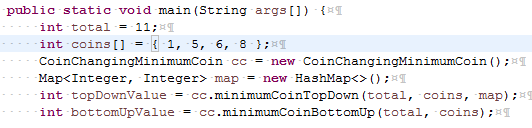 public static void main(String args[]) {
int total = 11;
int coins[] = { 1, 5, 6, 8 };
CoinChangingMinimumCoin cc = new CoinChangingMinimumCoin();
Map<Integer, Integer> map = new HashMap<>();
int topDownValue = cc.minimumCoinTopDown(total, coins, map);
int bottomUpValue = cc.minimumCoinBottomUp(total, coins);